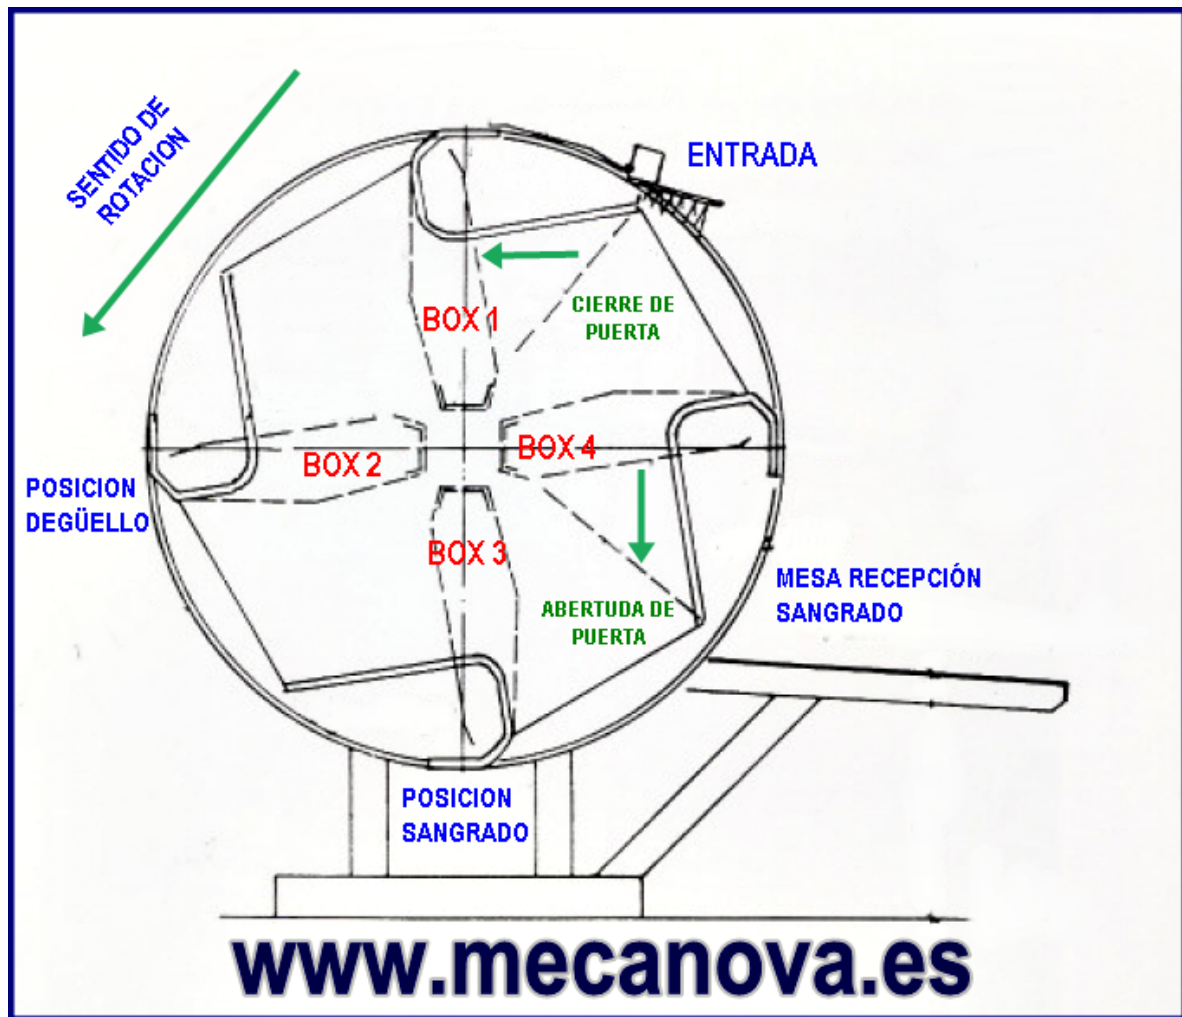 SENTIDO DE
ROTACION
ENTRADA
CIERRE DE
PUERTA
BOX 1
BOX 4
BOX 2
POSICION
DEGÜELLO
BOX 3
MESA RECEPCIÓN
SANGRADO
ABERTUDA DE
PUERTA
POSICION
SANGRADO
www.mecanova.es